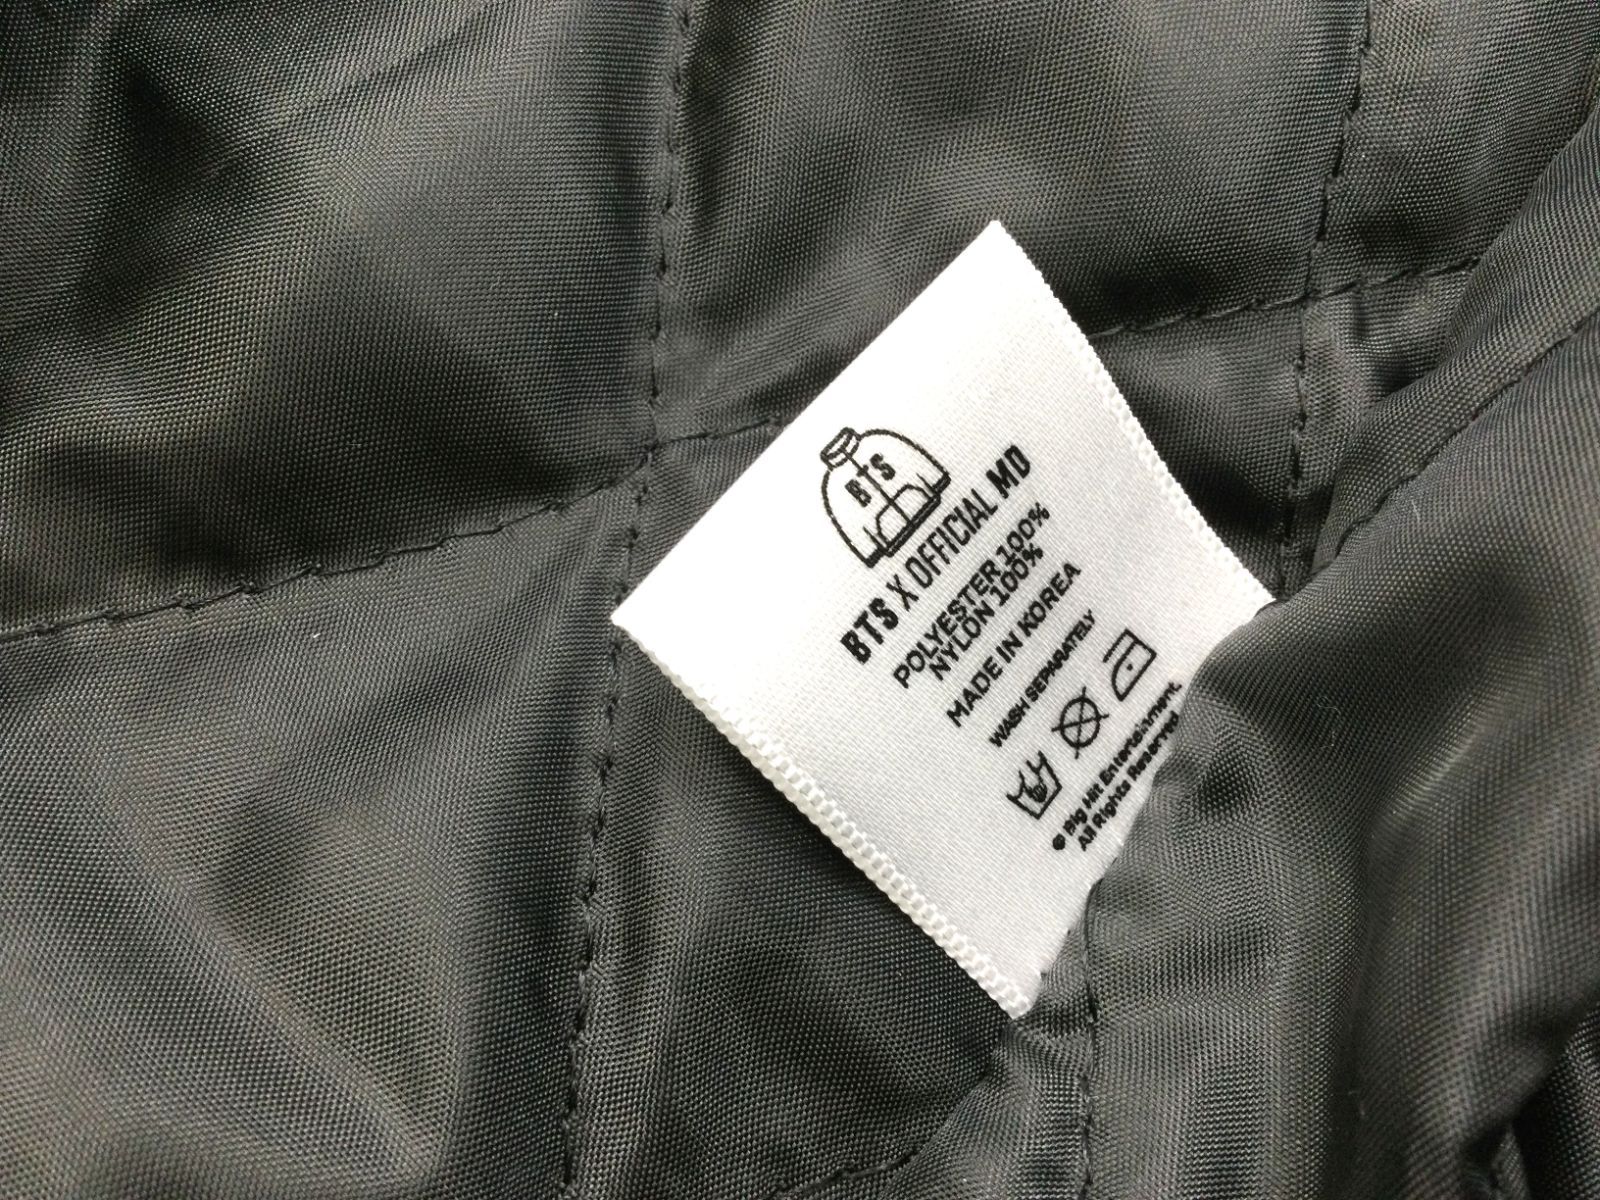 BTS
BTS X OFFICIAL MD
POLYESTER 100%
NYLON 100%
MADE IN KOREA
WASH SEPARATELY
© Big Hit Entertainment.
All Rights Reserved